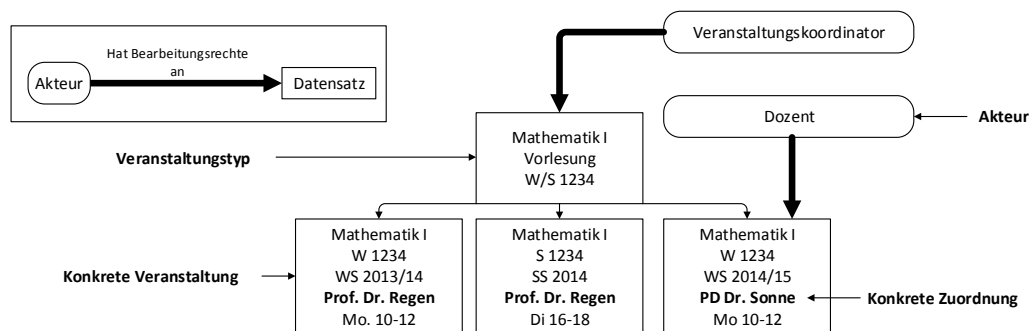 Hat Bearbeitungsrechte
an
Akteur
Datensatz
Veranstaltungskoordinator
Dozent
Akteur
Veranstaltungstyp
Mathematik I
Vorlesung
W/S 1234
Konkrete Veranstaltung
Mathematik I
W 1234
WS 2013/14
Prof. Dr. Regen
Mo. 10-12
Mathematik I
S 1234
SS 2014
Prof. Dr. Regen
Di 16-18
Mathematik I
W 1234
WS 2014/15
PD Dr. Sonne
Mo 10-12
Konkrete Zuordnung